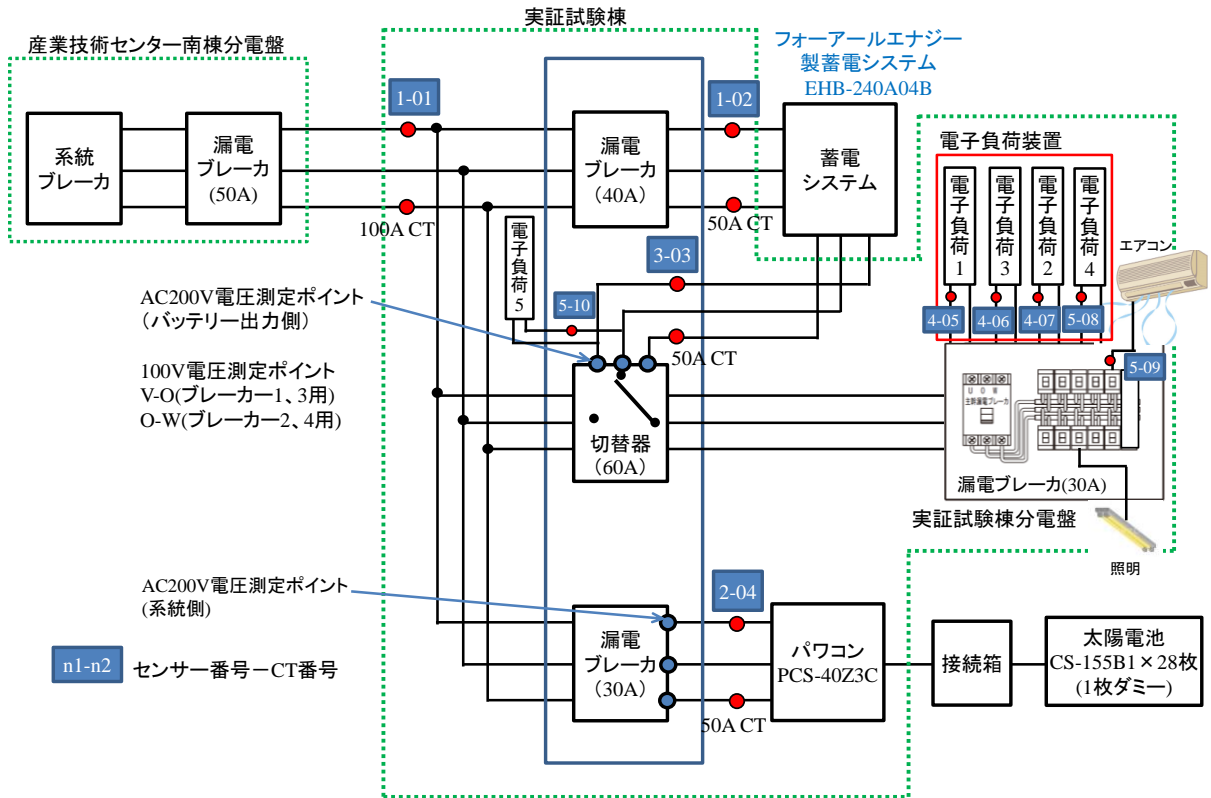 実証試験棟
産業技術センター南棟分電盤
フォーアールエナジー
製蓄電システム
EHB-240A04B
1-01
1-02
系統
ブレーカ
漏電
ブレーカ
(50A)
漏電
ブレーカ
(40A)
蓄電
システム
電子負荷装置
電子負荷1
電子負荷3
電子負荷2
電子負荷4
エアコン
100A CT
50A CT
電子負荷5
3-03
5-10
50A CT
4-05
4-06
4-07
5-08
5-09
AC200V電圧測定ポイント
（バッテリー出力側）
100V電圧測定ポイント
V-O(ブレーカー1、3用)
O-W(ブレーカー2、4用)
切替器
(60A)
U O W
主幹漏電ブレーカ
漏電ブレーカ(30A)
実証試験棟分電盤
照明
AC200V電圧測定ポイント
(系統側)
2-04
漏電
ブレーカ
(30A)
パワコン
PCS-40Z3C
50A CT
接続箱
太陽電池
CS-155B1×28枚
(1枚ダミー)
n1-n2
センサー番号－CT番号